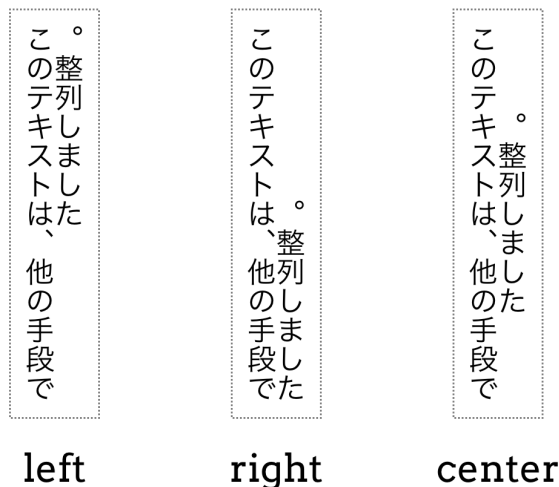 このテキストは、他の手段で
。整列しました
left
このテキストは、他の手段で
。整列しました
right
このテキストは、他の手段で
。整列しました
center